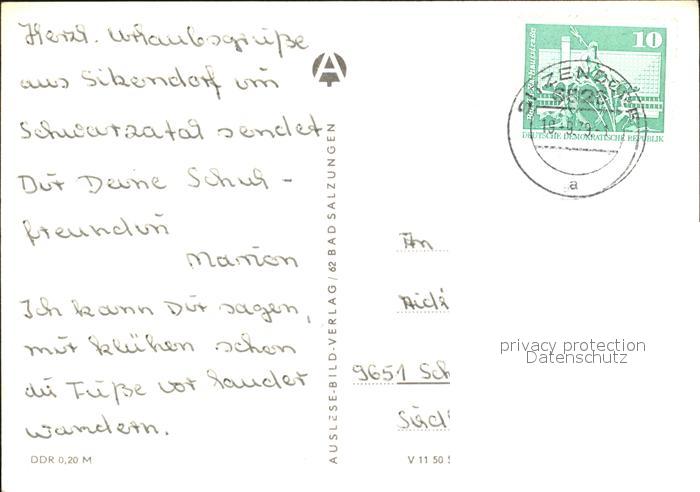 Herzl. Urlaubsgrüße
aus Sikendorf im
Schwarzatal sendet
Dir Deine Schul-
freundin
Marion
Ich kann Dir sagen,
mir glühen schon
die Füße vor lauter
wandern.
DDR 0,20 M
AUSLESE-BILD-VERLAG/62 BAD SALZUNGEN
10
DEUTSCHE DEMOKRATISCHE REPUBLIK
a
An
9651 Sch
V 11 50
privacy protection
Datenschutz